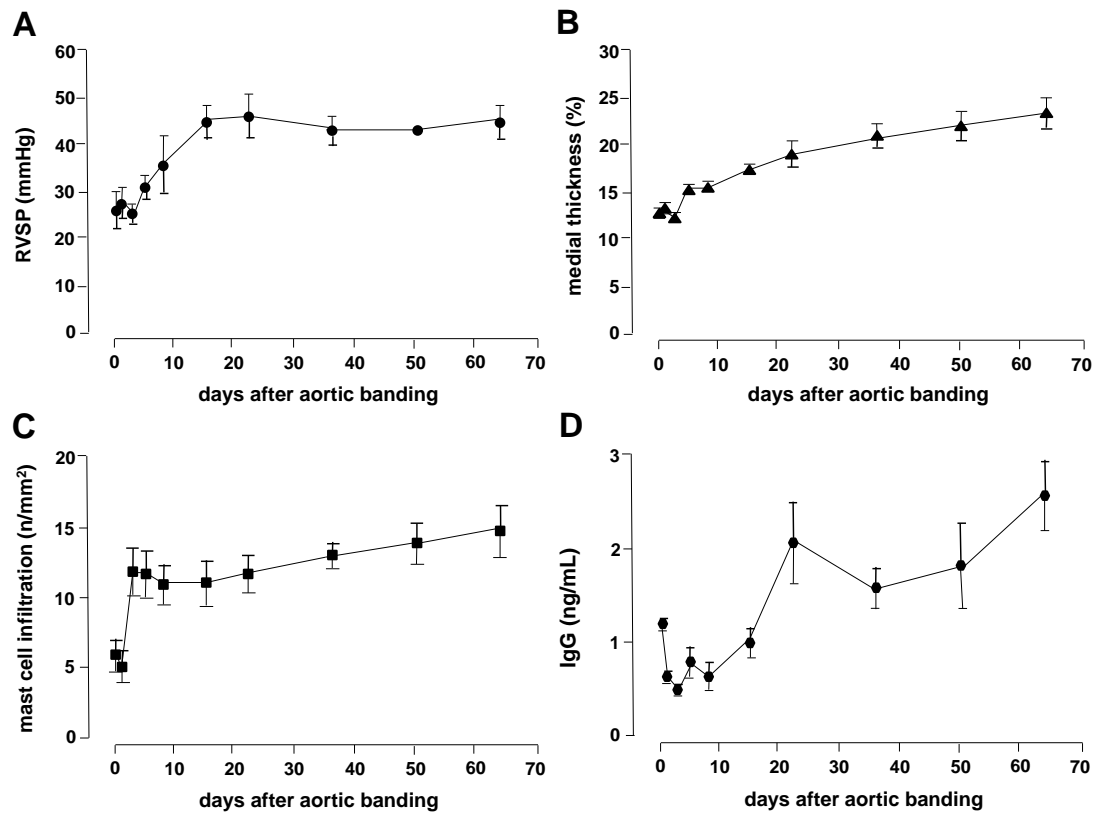 A
60
50
40
30
20
10
0
RVSP (mmHg)
0 10 20 30 40 50 60 70
days after aortic banding
B
30
25
20
15
10
5
0
medial thickness (%)
0 10 20 30 40 50 60 70
days after aortic banding
C
20
15
10
5
0
mast cell infiltration (n/mm²)
0 10 20 30 40 50 60 70
days after aortic banding
D
3
2
1
0
IgG (ng/mL)
0 10 20 30 40 50 60 70
days after aortic banding